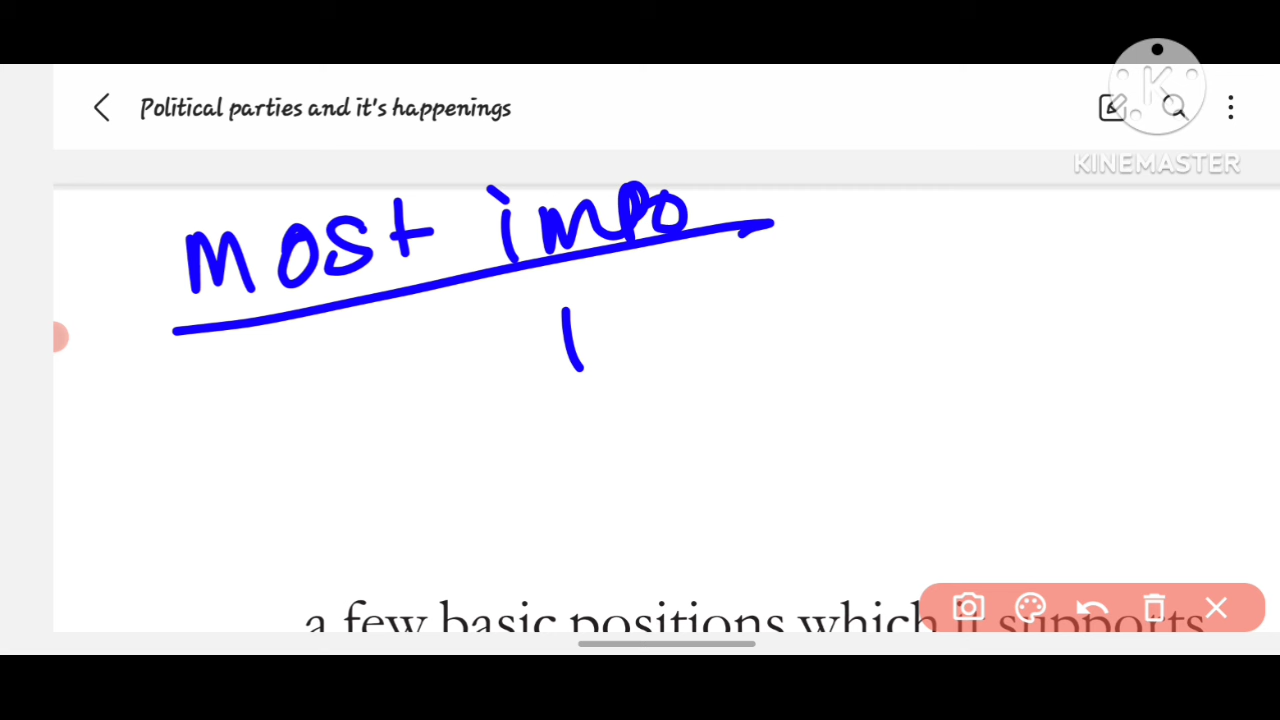 Political parties and it's happenings
KINEMASTER
Most impo
a few basic positions which it supports